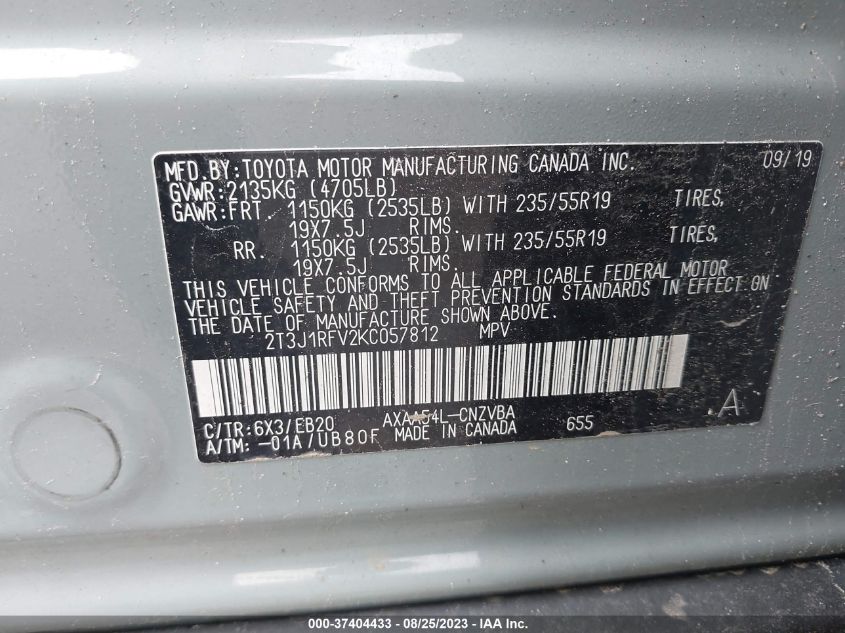 MFD.BY:TOYOTA MOTOR MANUFACTURING CANADA INC. 09/19
GVWR:2135KG (4705LB)
GAWR:FRT 1150KG (2535LB) WITH 235/55R19 TIRES,
19X7.5J RIMS.
RR. 1150KG (2535LB) WITH 235/55R19 TIRES,
19X7.5J RIMS.
THIS VEHICLE CONFORMS TO ALL APPLICABLE FEDERAL MOTOR
VEHICLE SAFETY AND THEFT PREVENTION STANDARDS IN EFFECT ON
THE DATE OF MANUFACTURE SHOWN ABOVE.
2T3J1RFV2KC057812 MPV
C/TR:6X3/EB20 655 A
A/TM:-01A/UB80F MADE IN CANADA
000-37404433 - 08/25/2023 - © IAA Holdings, LLC